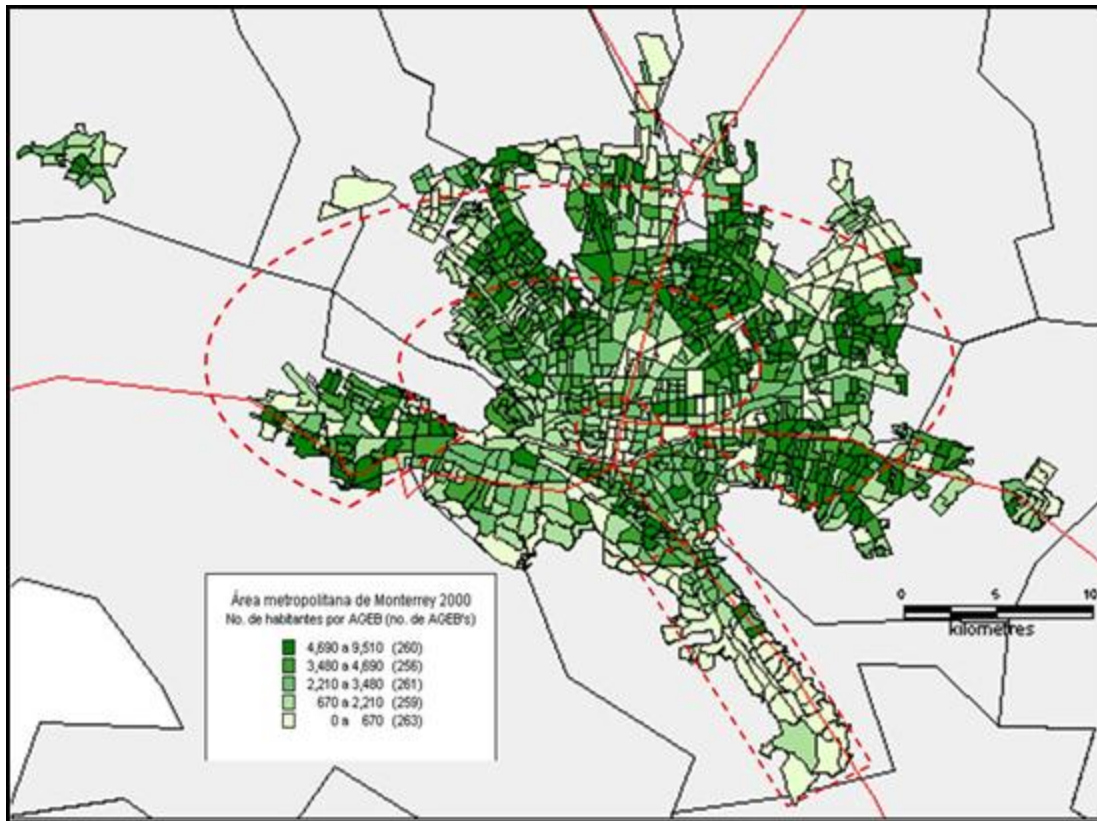 Área metropolitana de Monterrey 2000
No. de habitantes por AGEB (no. de AGEB's)
4,690 a 9,510 (260)
3,480 a 4,690 (256)
2,210 a 3,480 (261)
670 a 2,210 (259)
0 a 670 (263)
0 5 10
kilometres